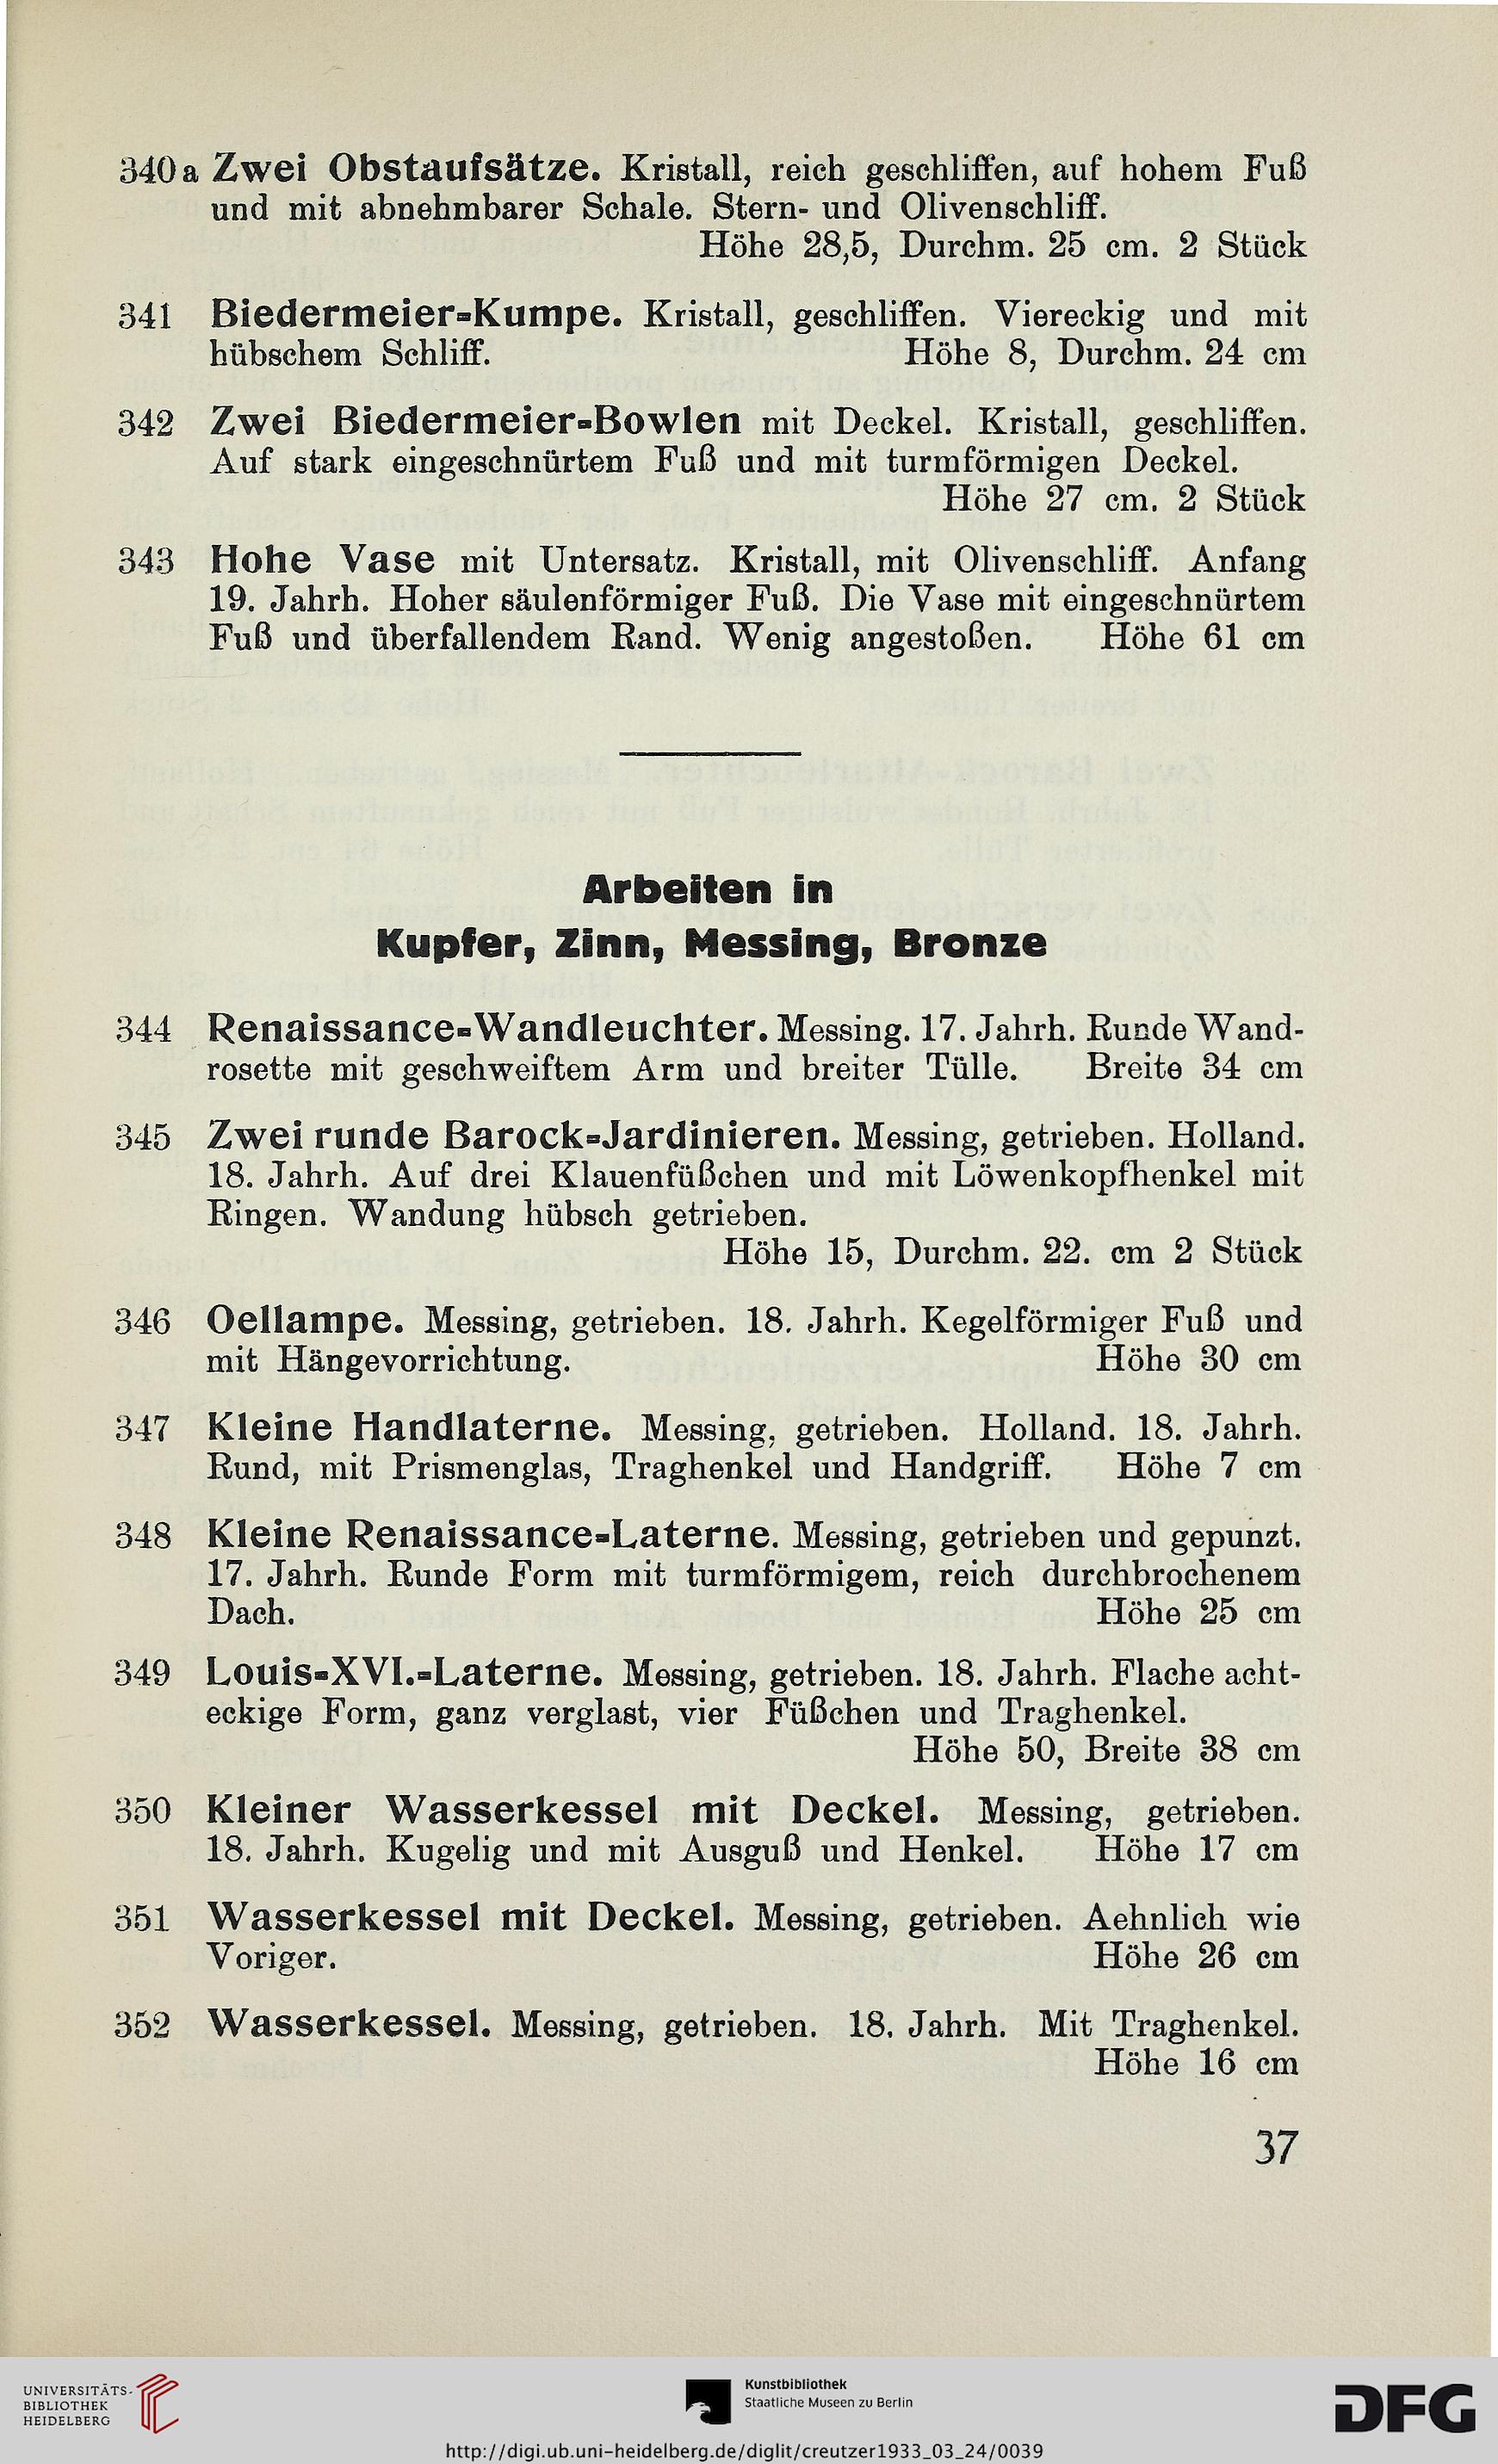 340a Zwei Obstaufsätze. Kristall, reich geschliffen, auf hohem Fuß
und mit abnehmbarer Schale. Stern- und Olivenschliff.
Höhe 28,5, Durchm. 25 cm. 2 Stück
341 Biedermeier-Kumpe. Kristall, geschliffen. Viereckig und mit
hübschem Schliff. Höhe 8, Durchm. 24 cm
342 Zwei Biedermeier-Bowlen mit Deckel. Kristall, geschliffen.
Auf stark eingeschnürtem Fuß und mit turmförmigen Deckel.
Höhe 27 cm. 2 Stück
343 Hohe Vase mit Untersatz. Kristall, mit Olivenschliff. Anfang
19. Jahrh. Hoher säulenförmiger Fuß. Die Vase mit eingeschnürtem
Fuß und überfallendem Rand. Wenig angestoßen. Höhe 61 cm
Arbeiten in
Kupfer, Zinn, Messing, Bronze
344 Renaissance-Wandleuchter. Messing. 17. Jahrh. Runde Wand-
rosette mit geschweiftem Arm und breiter Tülle. Breite 34 cm
345 Zwei runde Barock-Jardinieren. Messing, getrieben. Holland.
18. Jahrh. Auf drei Klauenfüßchen und mit Löwenkopfhenkel mit
Ringen. Wandung hübsch getrieben.
Höhe 15, Durchm. 22. cm 2 Stück
346 Oellampe. Messing, getrieben. 18. Jahrh. Kegelförmiger Fuß und
mit Hängevorrichtung. Höhe 30 cm
347 Kleine Handlaterne. Messing, getrieben. Holland. 18. Jahrh.
Rund, mit Prismenglas, Traghenkel und Handgriff. Höhe 7 cm
348 Kleine Renaissance-Laterne. Messing, getrieben und gepunzt.
17. Jahrh. Runde Form mit turmförmigem, reich durchbrochenem
Dach. Höhe 25 cm
349 Louis-XVI.-Laterne. Messing, getrieben. 18. Jahrh. Flache acht-
eckige Form, ganz verglast, vier Füßchen und Traghenkel.
Höhe 50, Breite 38 cm
350 Kleiner Wasserkessel mit Deckel. Messing, getrieben.
18. Jahrh. Kugelig und mit Ausguß und Henkel. Höhe 17 cm
351 Wasserkessel mit Deckel. Messing, getrieben. Aehnlich wie
Voriger. Höhe 26 cm
352 Wasserkessel. Messing, getrieben. 18. Jahrh. Mit Traghenkel.
Höhe 16 cm
37
UNIVERSITÄTS-
BIBLIOTHEK
HEIDELBERG
Kunstbibliothek
Staatliche Museen zu Berlin
DFG
http://digi.ub.uni-heidelberg.de/diglit/creutzer1933_03_24/0039